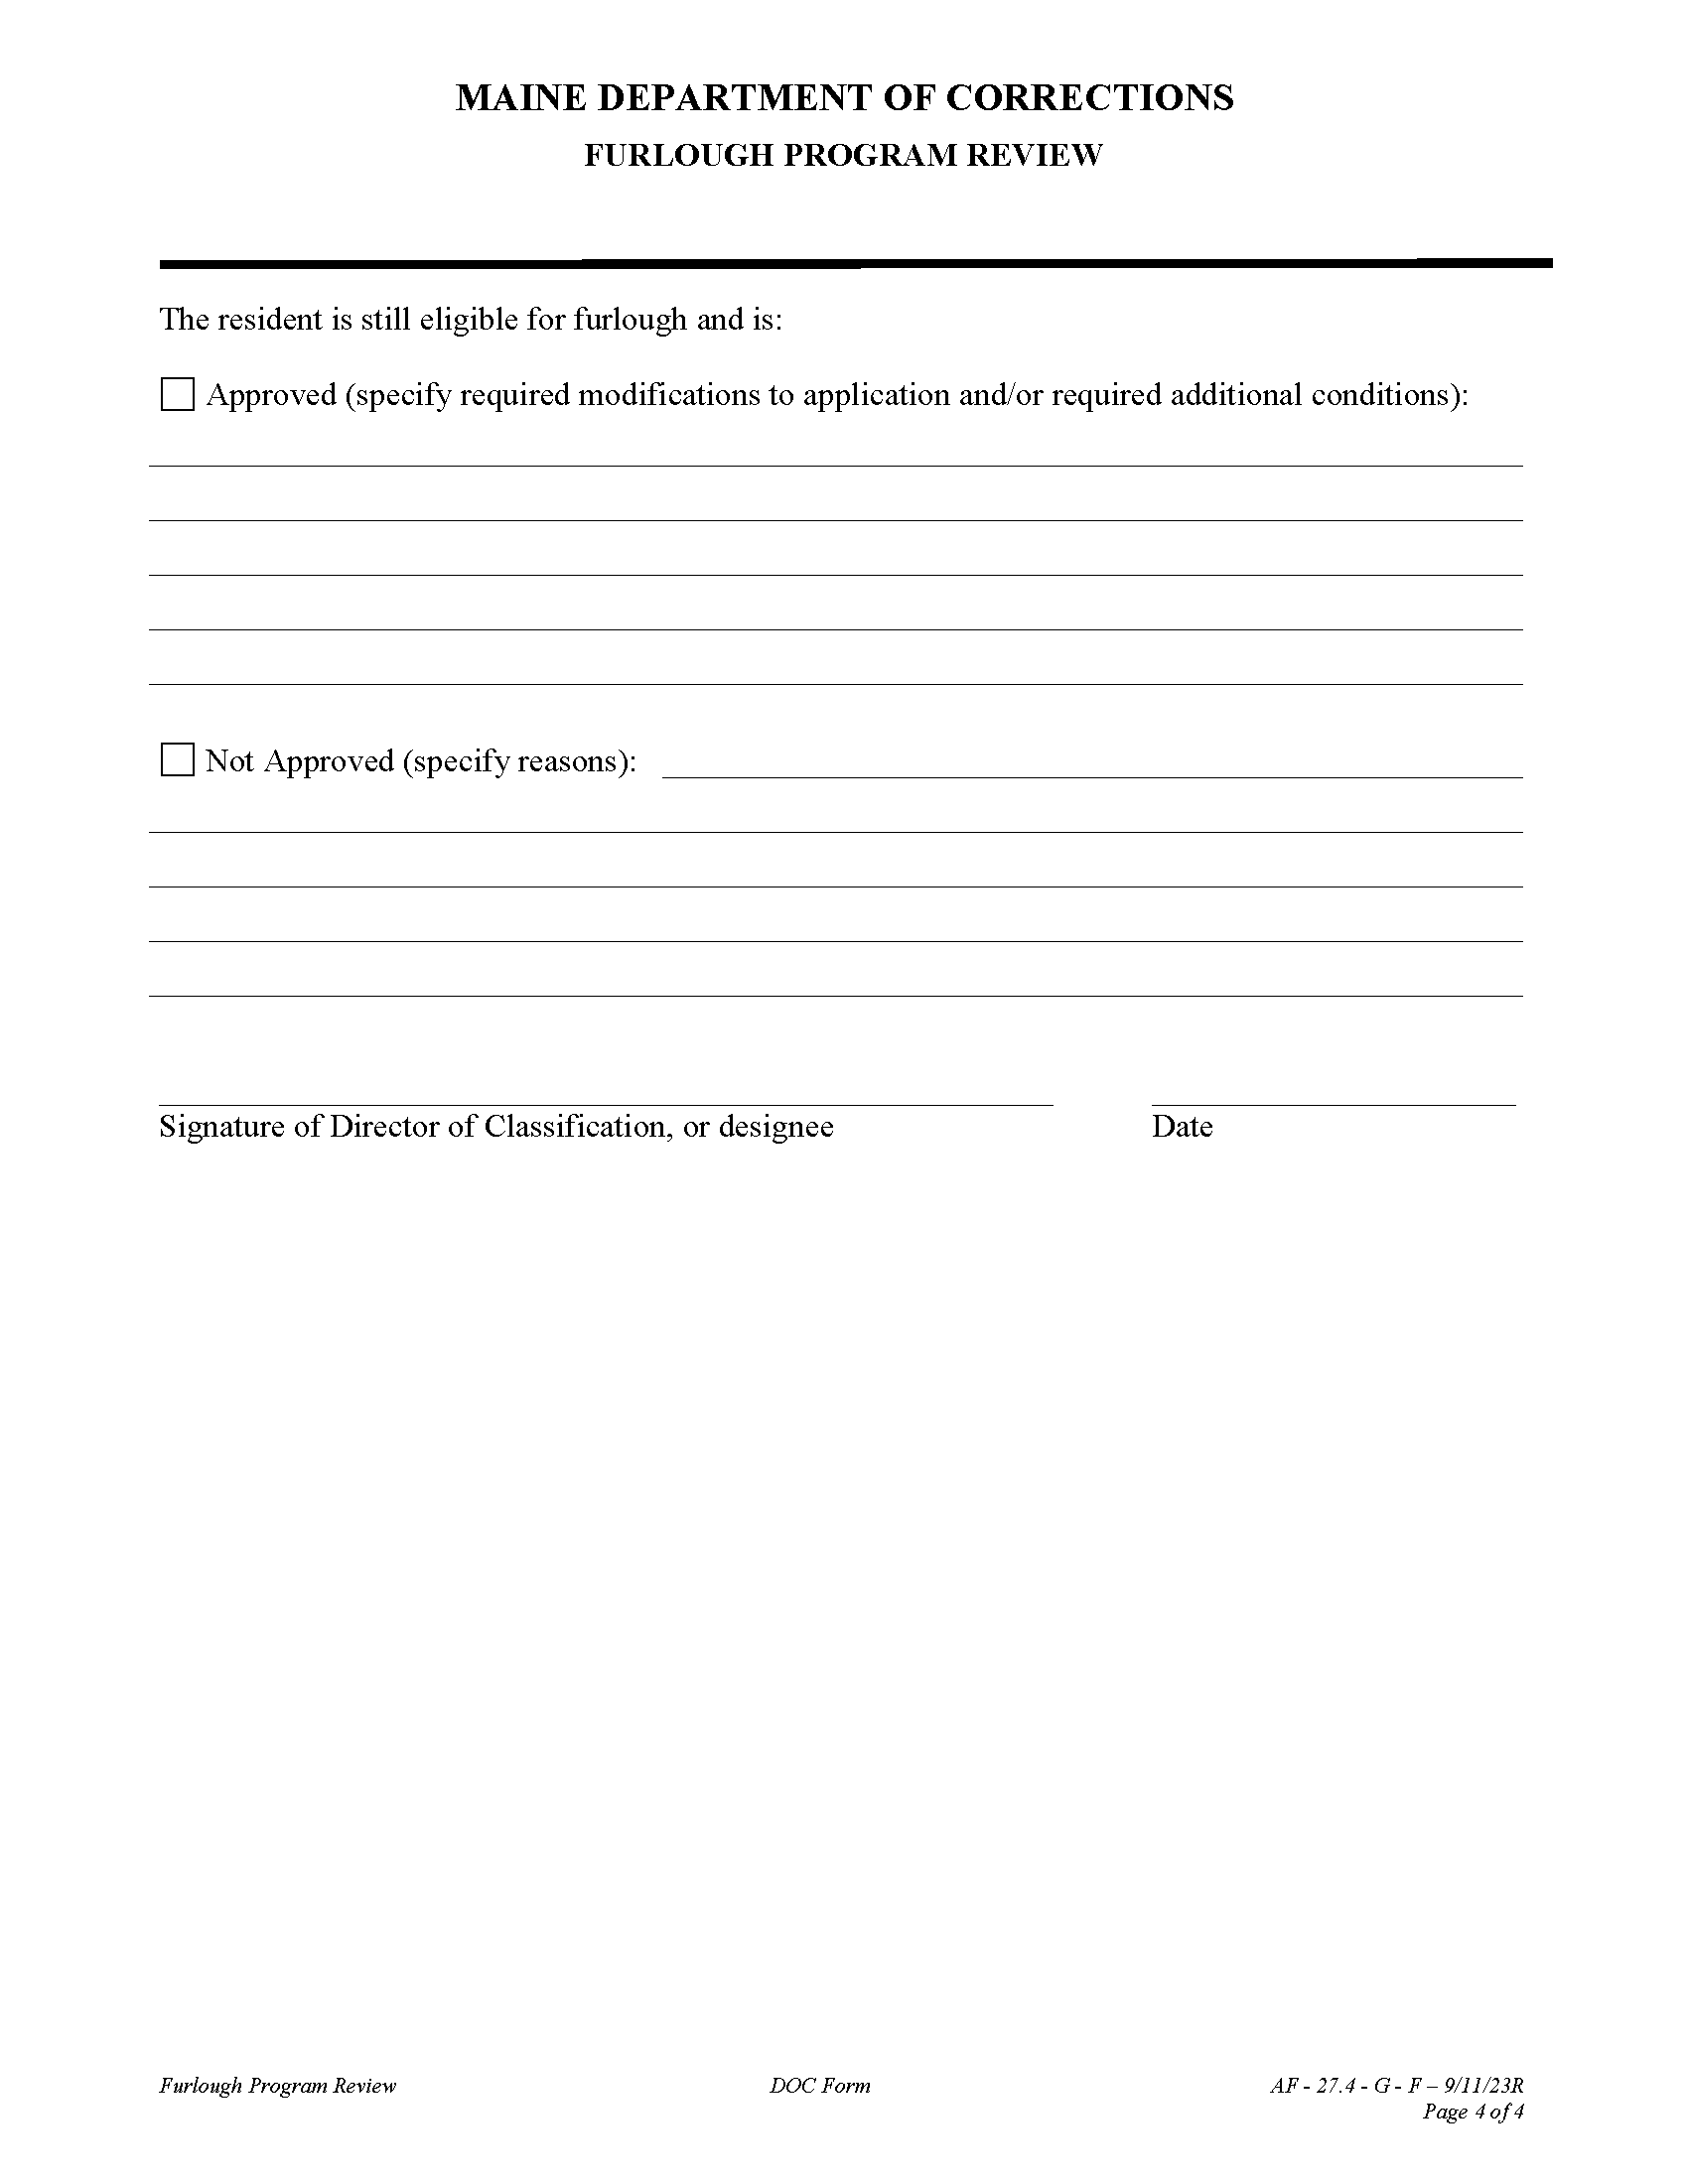 MAINE DEPARTMENT OF CORRECTIONS
FURLOUGH PROGRAM REVIEW
The resident is still eligible for furlough and is:
Approved (specify required modifications to application and/or required additional conditions):
Not Approved (specify reasons):
Signature of Director of Classification, or designee Date
Furlough Program Review DOC Form AF - 27.4 - G - F – 9/11/23R
Page 4 of 4